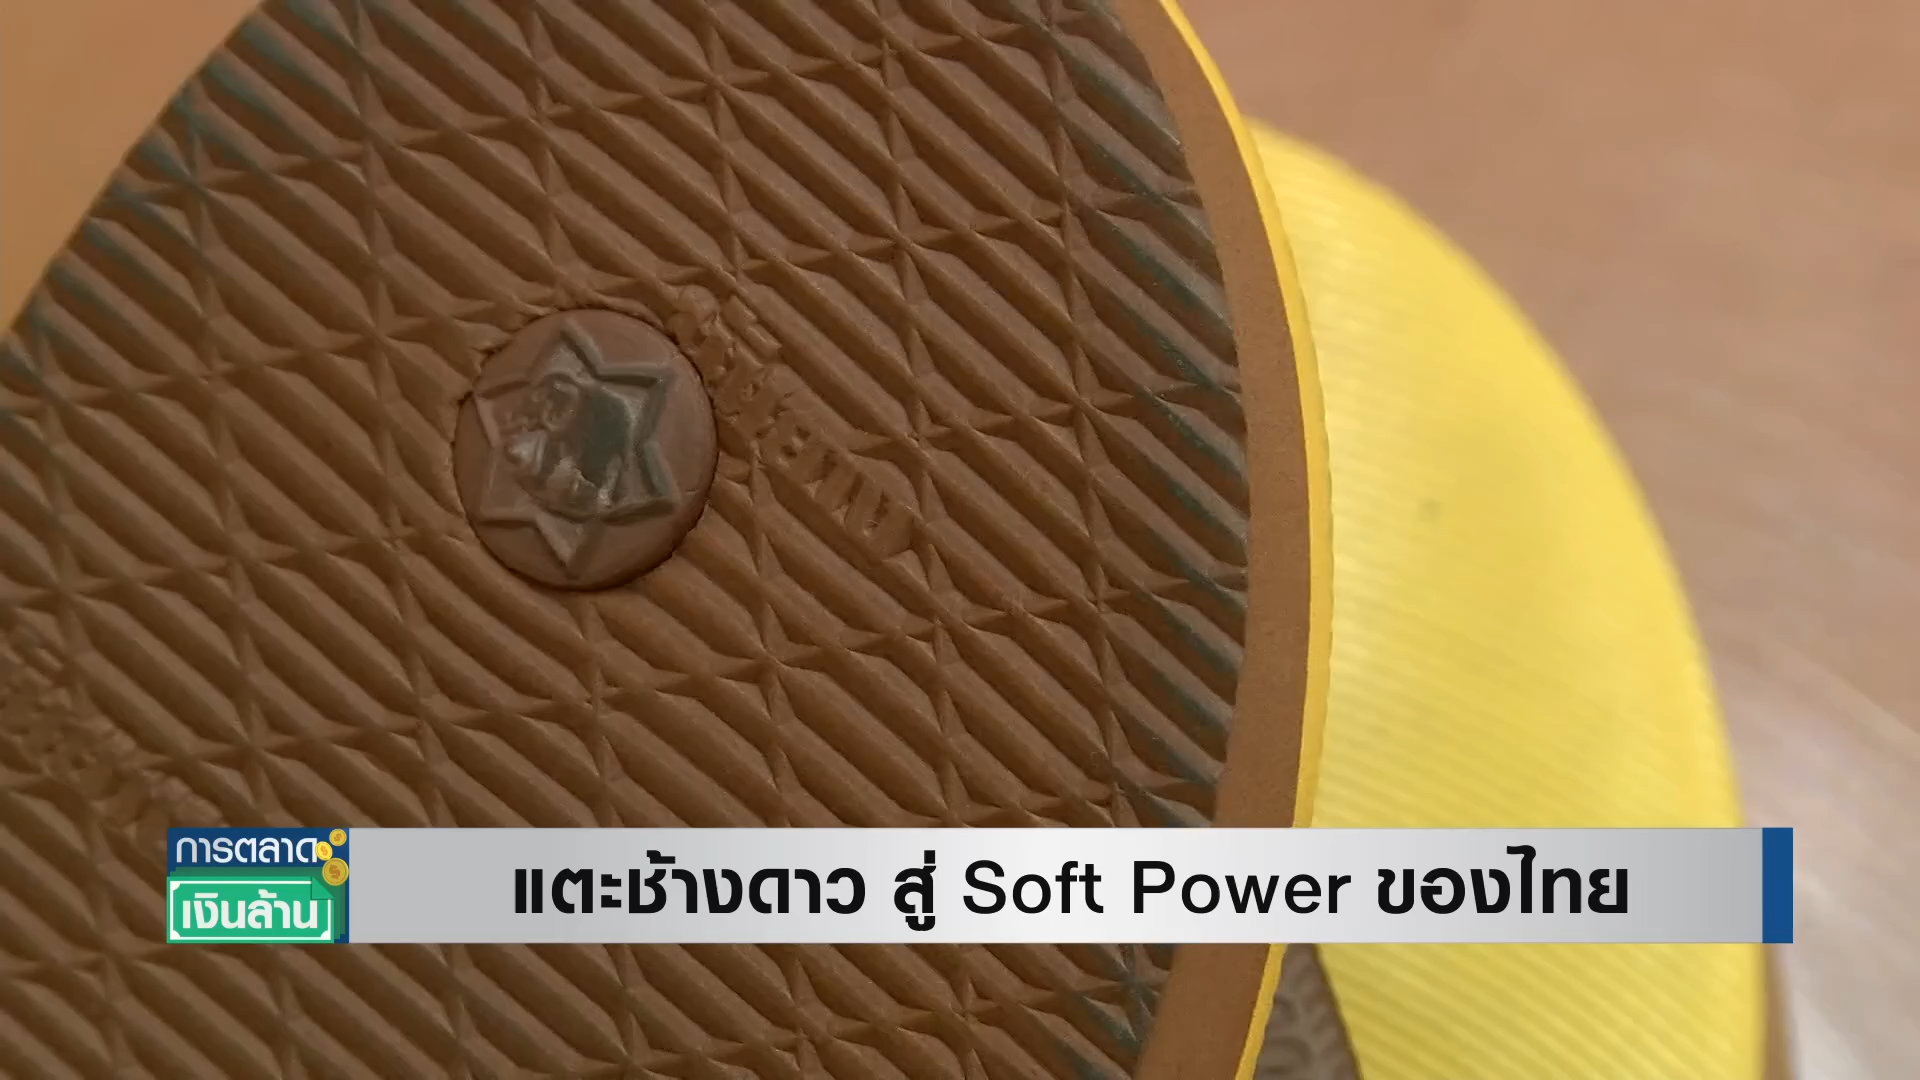 การตลาด
เงินล้าน
แตะช้างดาว สู่ Soft Power ของไทย